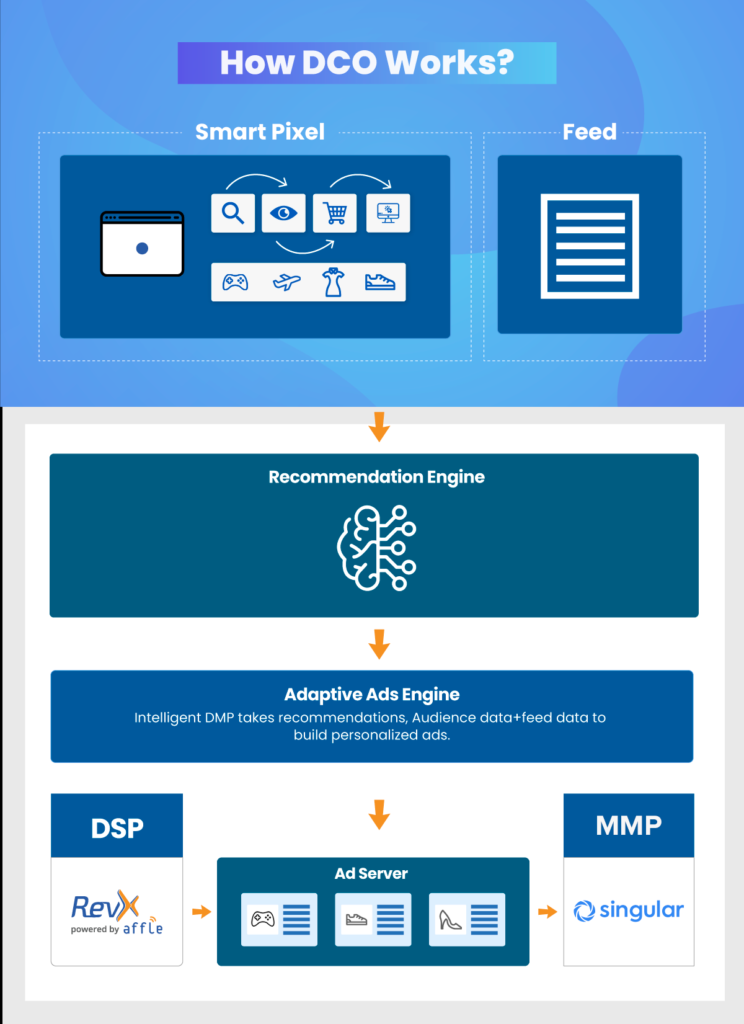 How DCO Works?
Smart Pixel
Feed
Recommendation Engine
Adaptive Ads Engine
Intelligent DMP takes recommendations, Audience data+feed data to
build personalized ads.
DSP
RevX
powered by affle
Ad Server
MMP
singular